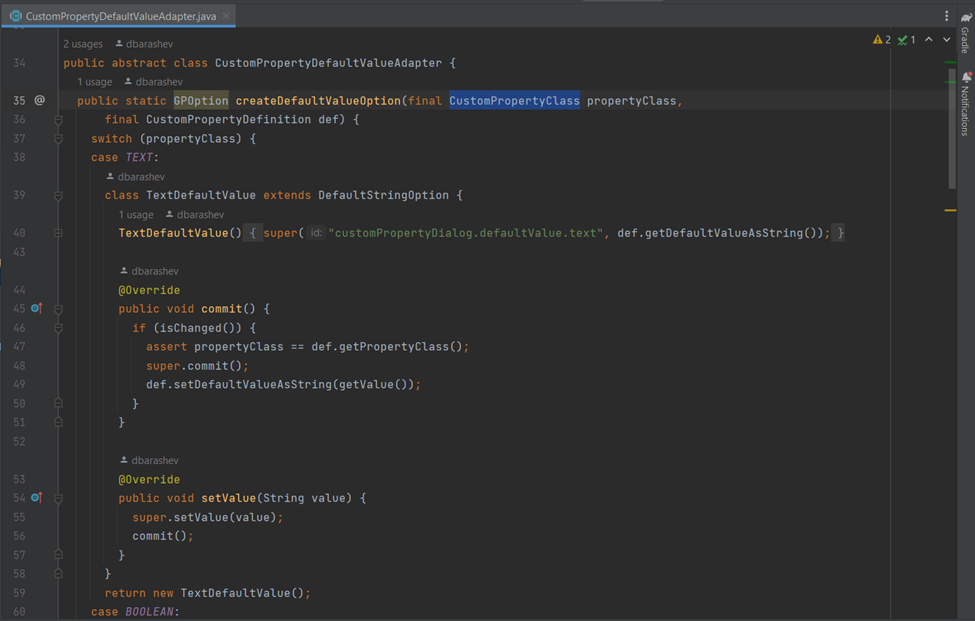 CustomPropertyDefaultValueAdapter.java
2 usages dbarashev
2 1
34 public abstract class CustomPropertyDefaultValueAdapter {
1 usage dbarashev
35 @ public static GPOption createDefaultValueOption(final CustomPropertyClass propertyClass,
36 final CustomPropertyDefinition def) {
37 switch (propertyClass) {
38 case TEXT:
dbarashev
39 class TextDefaultValue extends DefaultStringOption {
1 usage dbarashev
40 TextDefaultValue() { super( id: "customPropertyDialog.defaultValue.text", def.getDefaultValueAsString()); }
43
dbarashev
44 @Override
45 public void commit() {
46 if (isChanged()) {
47 assert propertyClass == def.getPropertyClass();
48 super.commit();
49 def.setDefaultValueAsString(getValue());
50 }
51 }
52
dbarashev
53 @Override
54 public void setValue(String value) {
55 super.setValue(value);
56 commit();
57 }
58 }
59 return new TextDefaultValue();
60 case BOOLEAN:
Gradle
Notifications